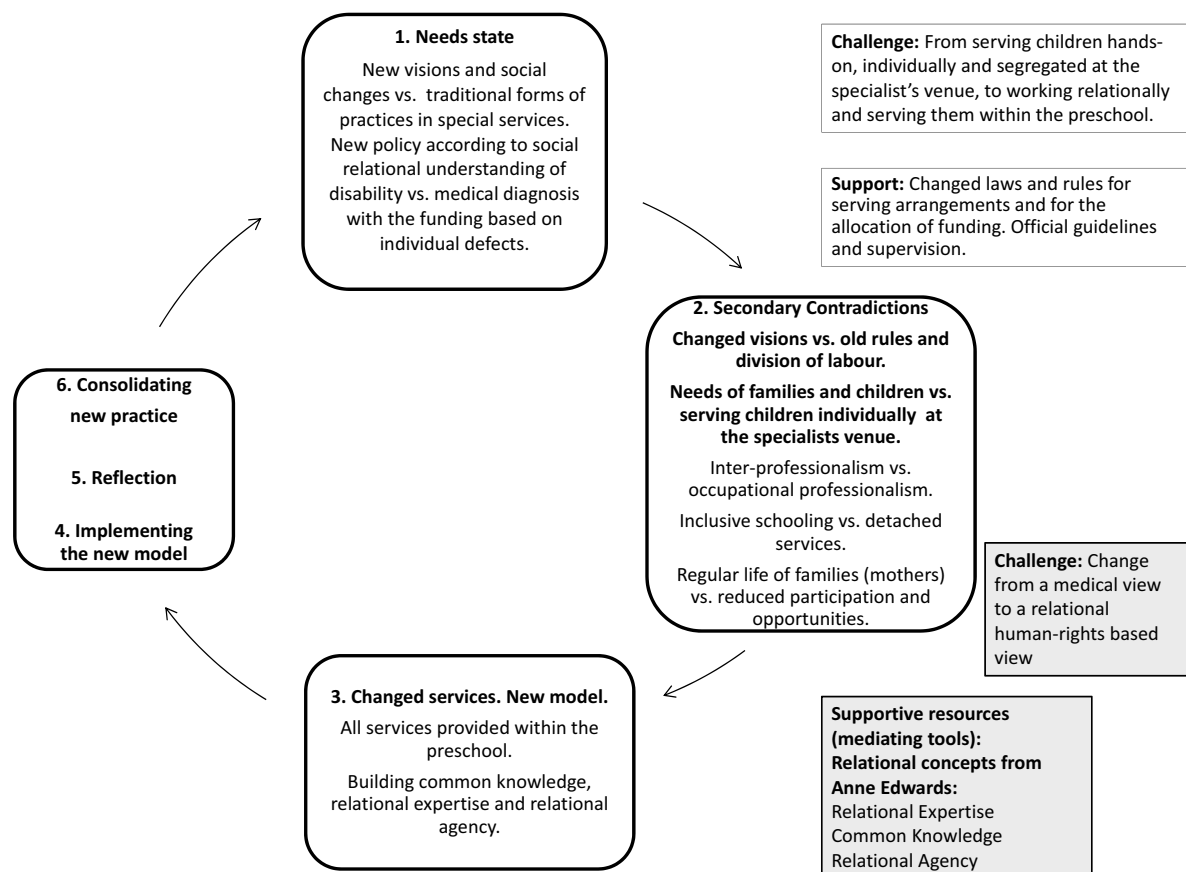 1. Needs state
New visions and social
changes vs. traditional forms of
practices in special services.
New policy according to social
relational understanding of
disability vs. medical diagnosis
with the funding based on
individual defects.
Challenge: From serving children hands-
on, individually and segregated at the
specialist's venue, to working relationally
and serving them within the preschool.
Support: Changed laws and rules for
serving arrangements and for the
allocation of funding. Official guidelines
and supervision.
2. Secondary Contradictions
Changed visions vs. old rules and
division of labour.
Needs of families and children vs.
serving children individually at
the specialists venue.
Inter-professionalism vs.
occupational professionalism.
Inclusive schooling vs. detached
services.
Regular life of families (mothers)
vs. reduced participation and
opportunities.
Challenge: Change
from a medical view
to a relational
human-rights based
view
Supportive resources
(mediating tools):
Relational concepts from
Anne Edwards:
Relational Expertise
Common Knowledge
Relational Agency
3. Changed services. New model.
All services provided within the
preschool.
Building common knowledge,
relational expertise and relational
agency.
6. Consolidating
new practice
5. Reflection
4. Implementing
the new model